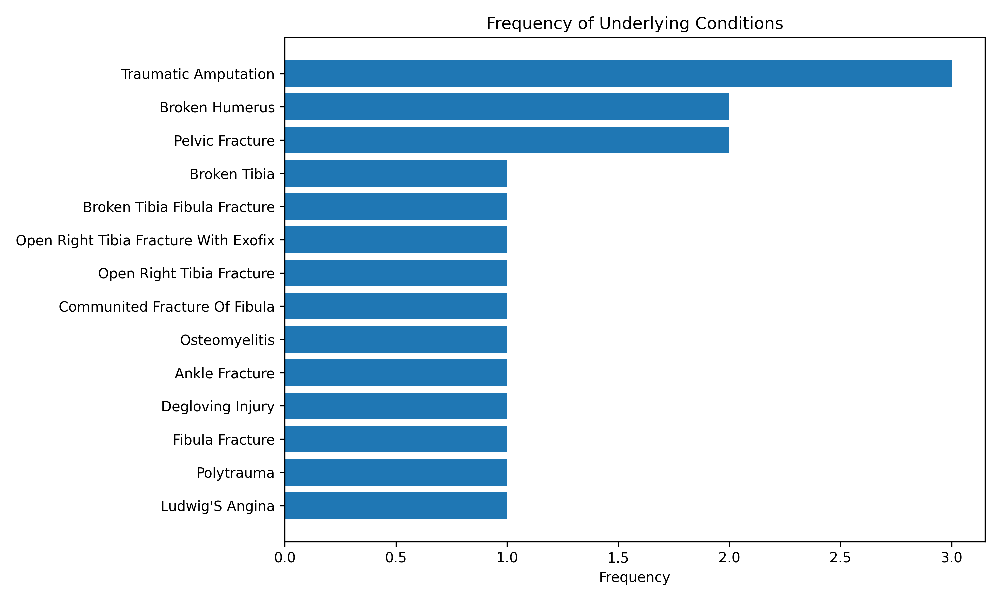 Frequency of Underlying Conditions
Traumatic Amputation
Broken Humerus
Pelvic Fracture
Broken Tibia
Broken Tibia Fibula Fracture
Open Right Tibia Fracture With Exofix
Open Right Tibia Fracture
Communited Fracture Of Fibula
Osteomyelitis
Ankle Fracture
Degloving Injury
Fibula Fracture
Polytrauma
Ludwig'S Angina
0.0 0.5 1.0 1.5 2.0 2.5 3.0
Frequency